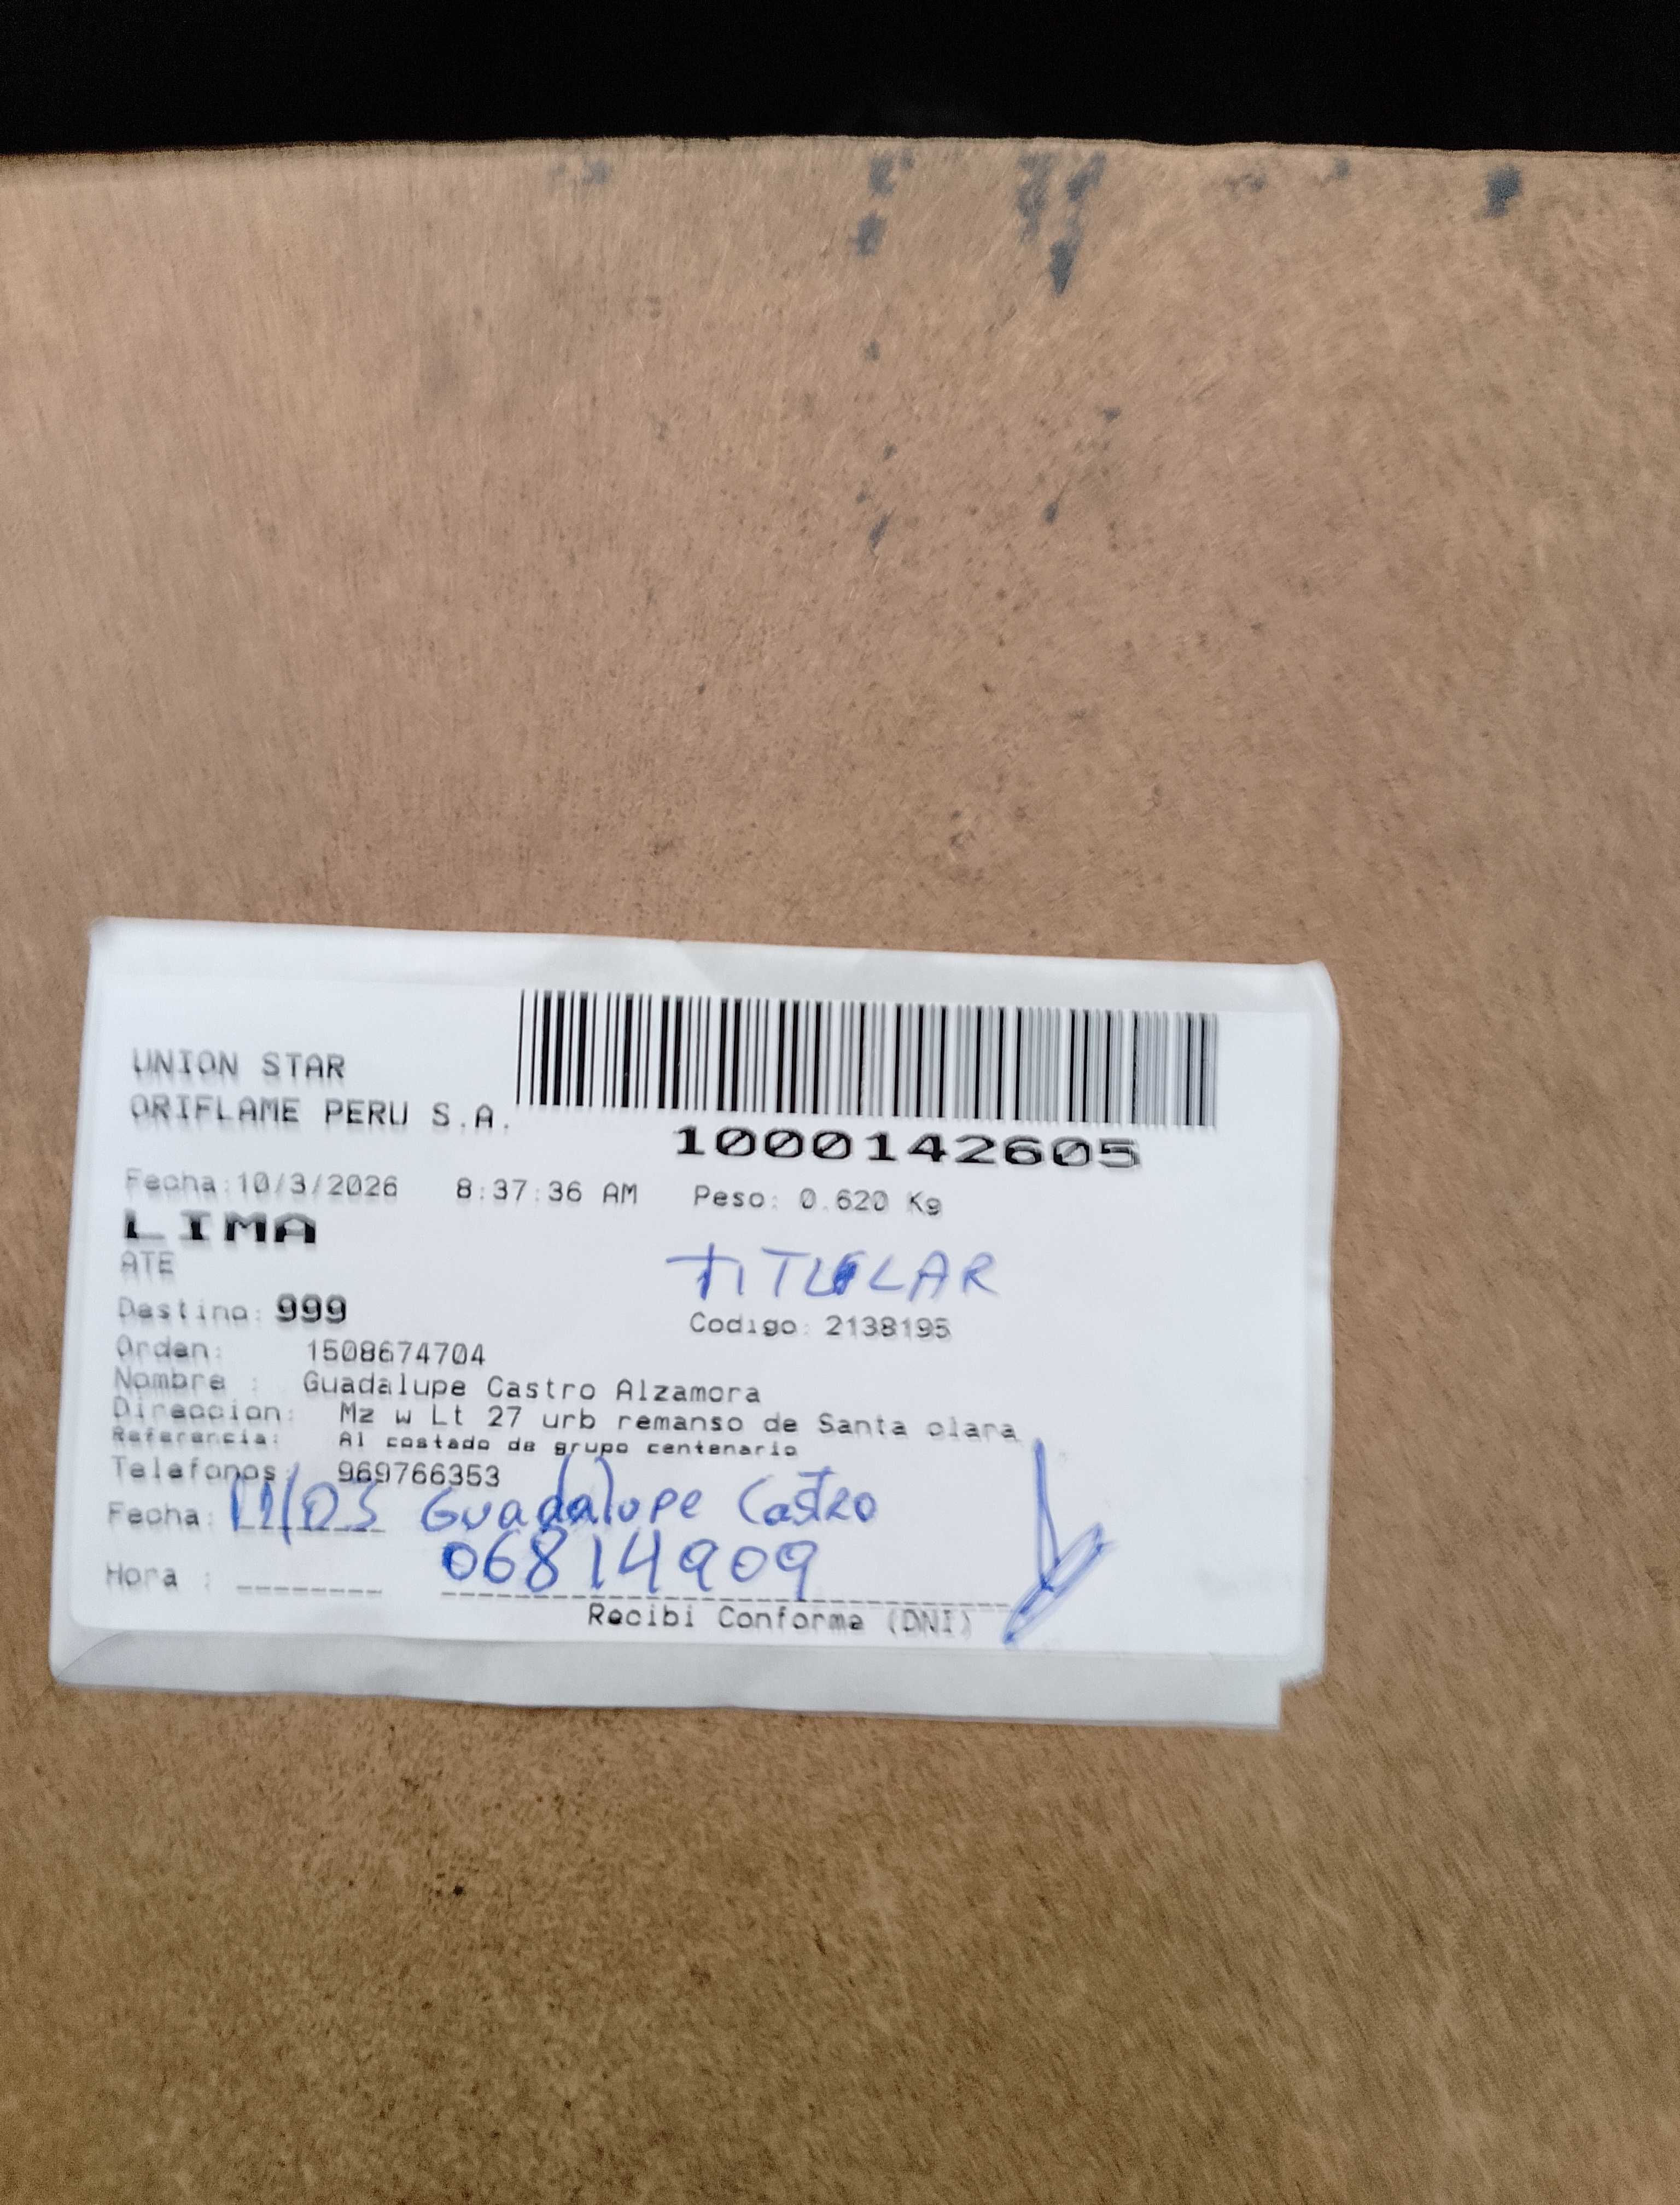 UNION STAR
ORIFLAME PERU S.A.
1000142605
Fecha:10/3/2026 8:37:36 AM Peso: 0.620 Kg
LIMA
ATE
TITULAR
Destino: 999
Codigo: 2138195
Orden: 1508674704
Nombre : Guadalupe Castro Alzamora
Direccion: Mz w Lt 27 urb remanso de Santa clara
Referencia: Al costado de grupo centenario
Telefonos: 969766353
Fecha: 11/03 Guadalupe Castro
06814909
Hora :
Recibi Conforme (DNI)